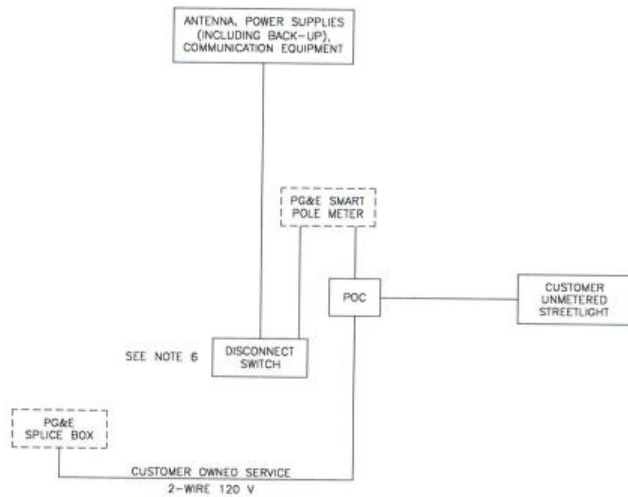 ANTENNA, POWER SUPPLIES
(INCLUDING BACK-UP),
COMMUNICATION EQUIPMENT
PG&E SMART
POLE METER
POC
CUSTOMER
UNMETERED
STREETLIGHT
SEE NOTE 6
DISCONNECT
SWITCH
PG&E
SPLICE BOX
CUSTOMER OWNED SERVICE
2-WIRE 120 V